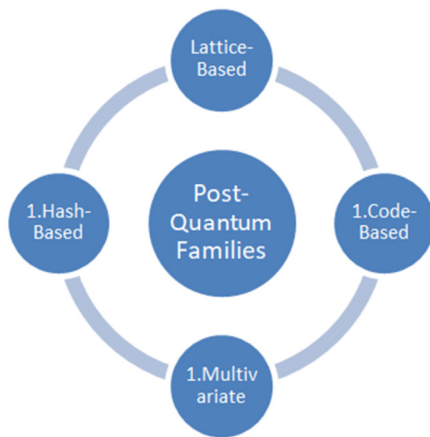 Lattice-
Based
1.Hash-
Based
Post-
Quantum
Families
1.Code-
Based
1.Multiv
ariate